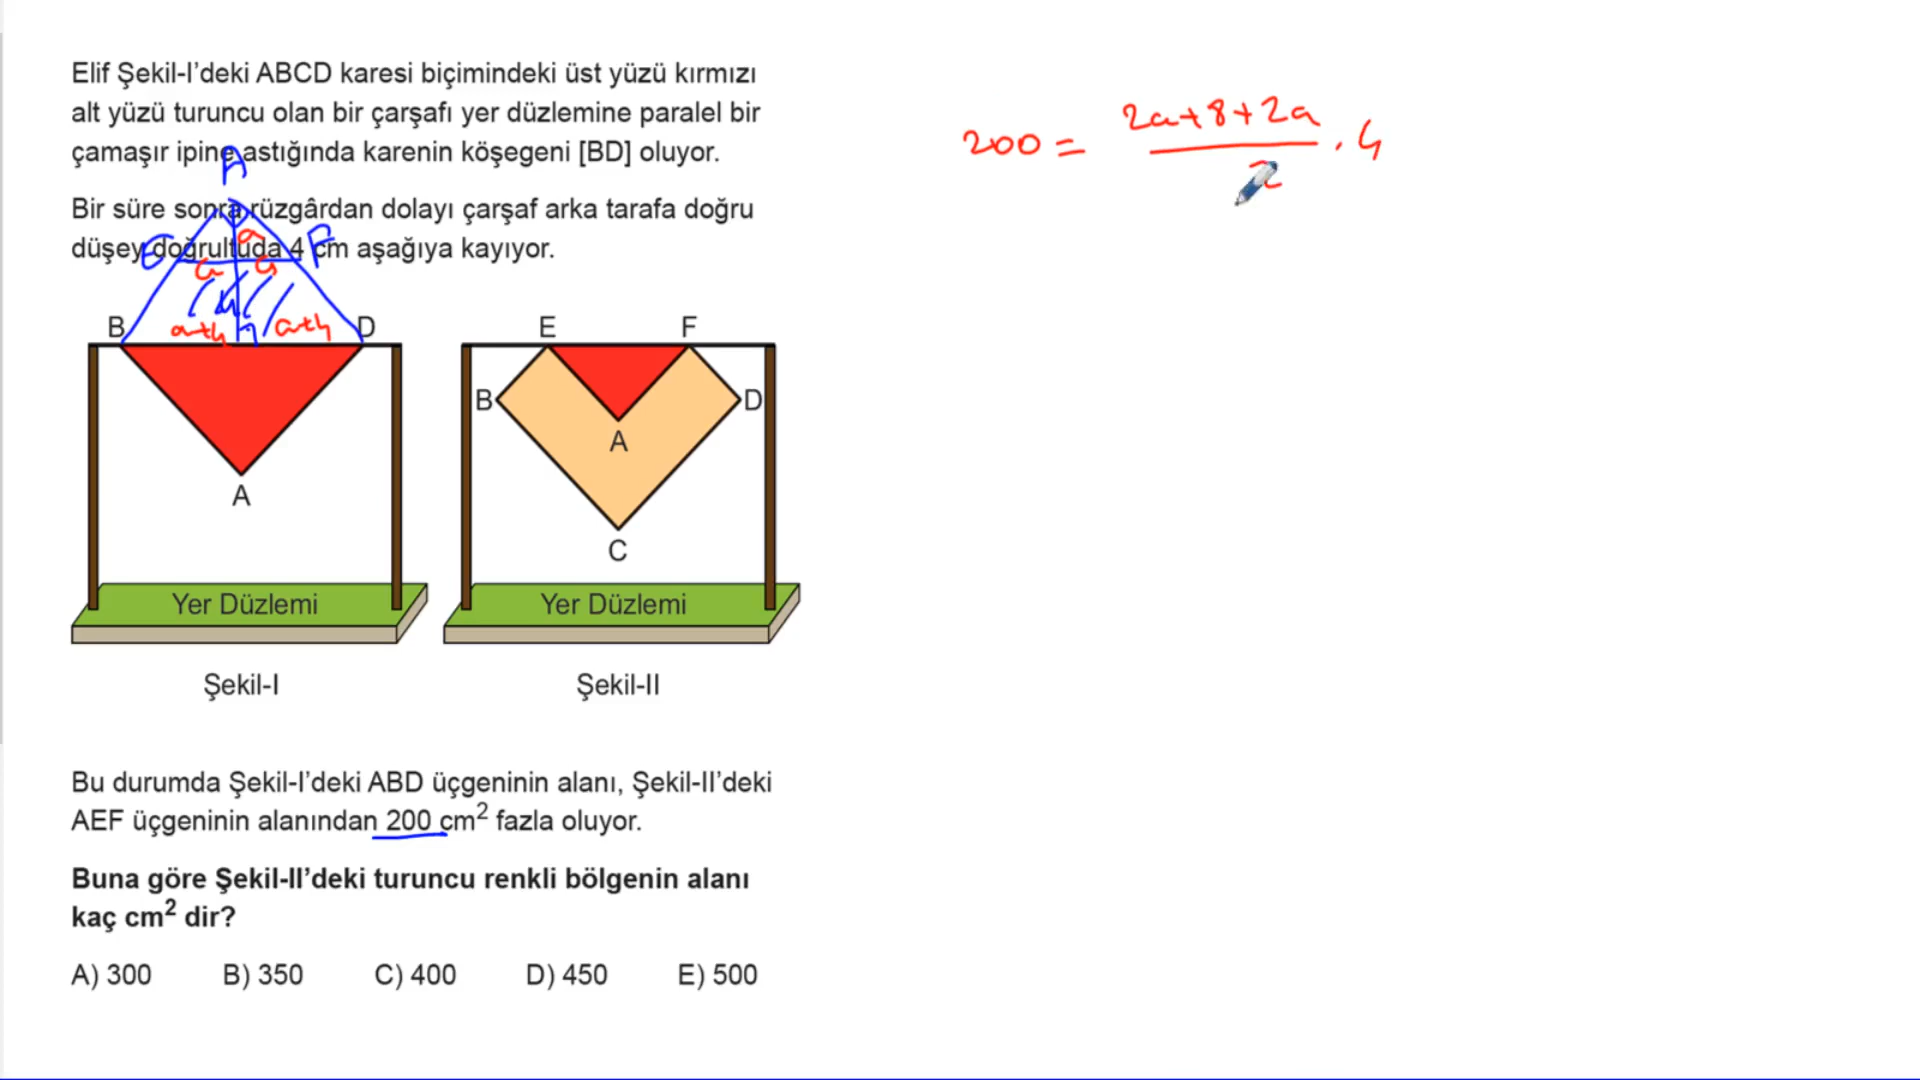 Elif Şekil-I’deki ABCD karesi biçimindeki üst yüzü kırmızı
alt yüzü turuncu olan bir çarşafı yer düzlemine paralel bir
çamaşır ipine astığında karenin köşegeni [BD] oluyor.
A
Bir süre sonra rüzgârdan dolayı çarşaf arka tarafa doğru
düşey doğrultuda 4 cm aşağıya kayıyor.
E a F
a a
4
a+4 a+4
B D E F
B D
A
A
C
Yer Düzlemi Yer Düzlemi
Şekil-I Şekil-II
Bu durumda Şekil-I’deki ABD üçgeninin alanı, Şekil-II’deki
AEF üçgeninin alanından 200 cm² fazla oluyor.
Buna göre Şekil-II’deki turuncu renkli bölgenin alanı
kaç cm² dir?
A) 300 B) 350 C) 400 D) 450 E) 500
2a+8+2a
200 = . 4
2